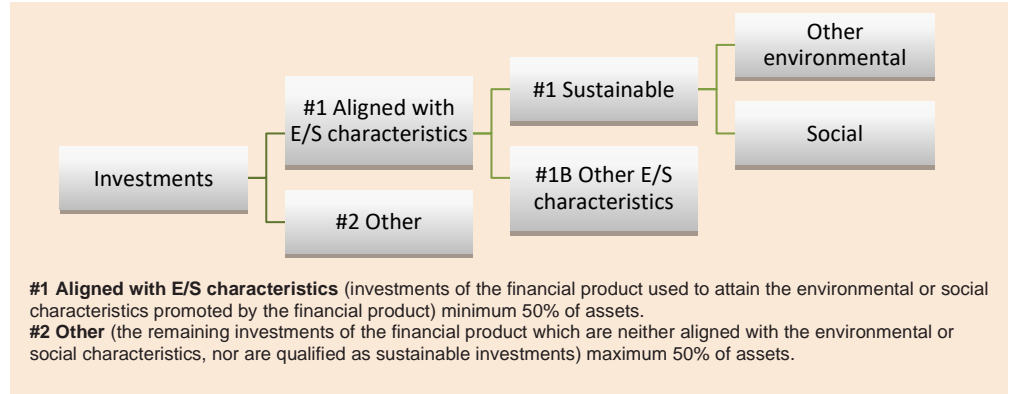 Investments
#1 Aligned with
E/S characteristics
#2 Other
#1 Sustainable
#1B Other E/S
characteristics
Other
environmental
Social
#1 Aligned with E/S characteristics (investments of the financial product used to attain the environmental or social
characteristics promoted by the financial product) minimum 50% of assets.
#2 Other (the remaining investments of the financial product which are neither aligned with the environmental or
social characteristics, nor are qualified as sustainable investments) maximum 50% of assets.